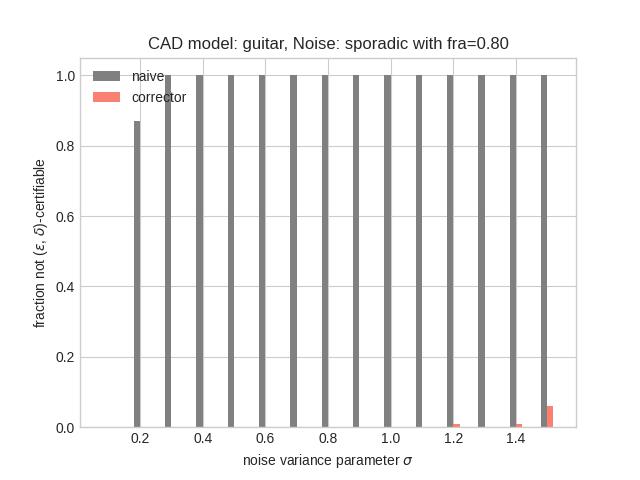 CAD model: guitar, Noise: sporadic with fra=0.80
naive
corrector
1.0
0.8
0.6
0.4
0.2
0.0
fraction not (ε, δ)-certifiable
0.2 0.4 0.6 0.8 1.0 1.2 1.4
noise variance parameter σ